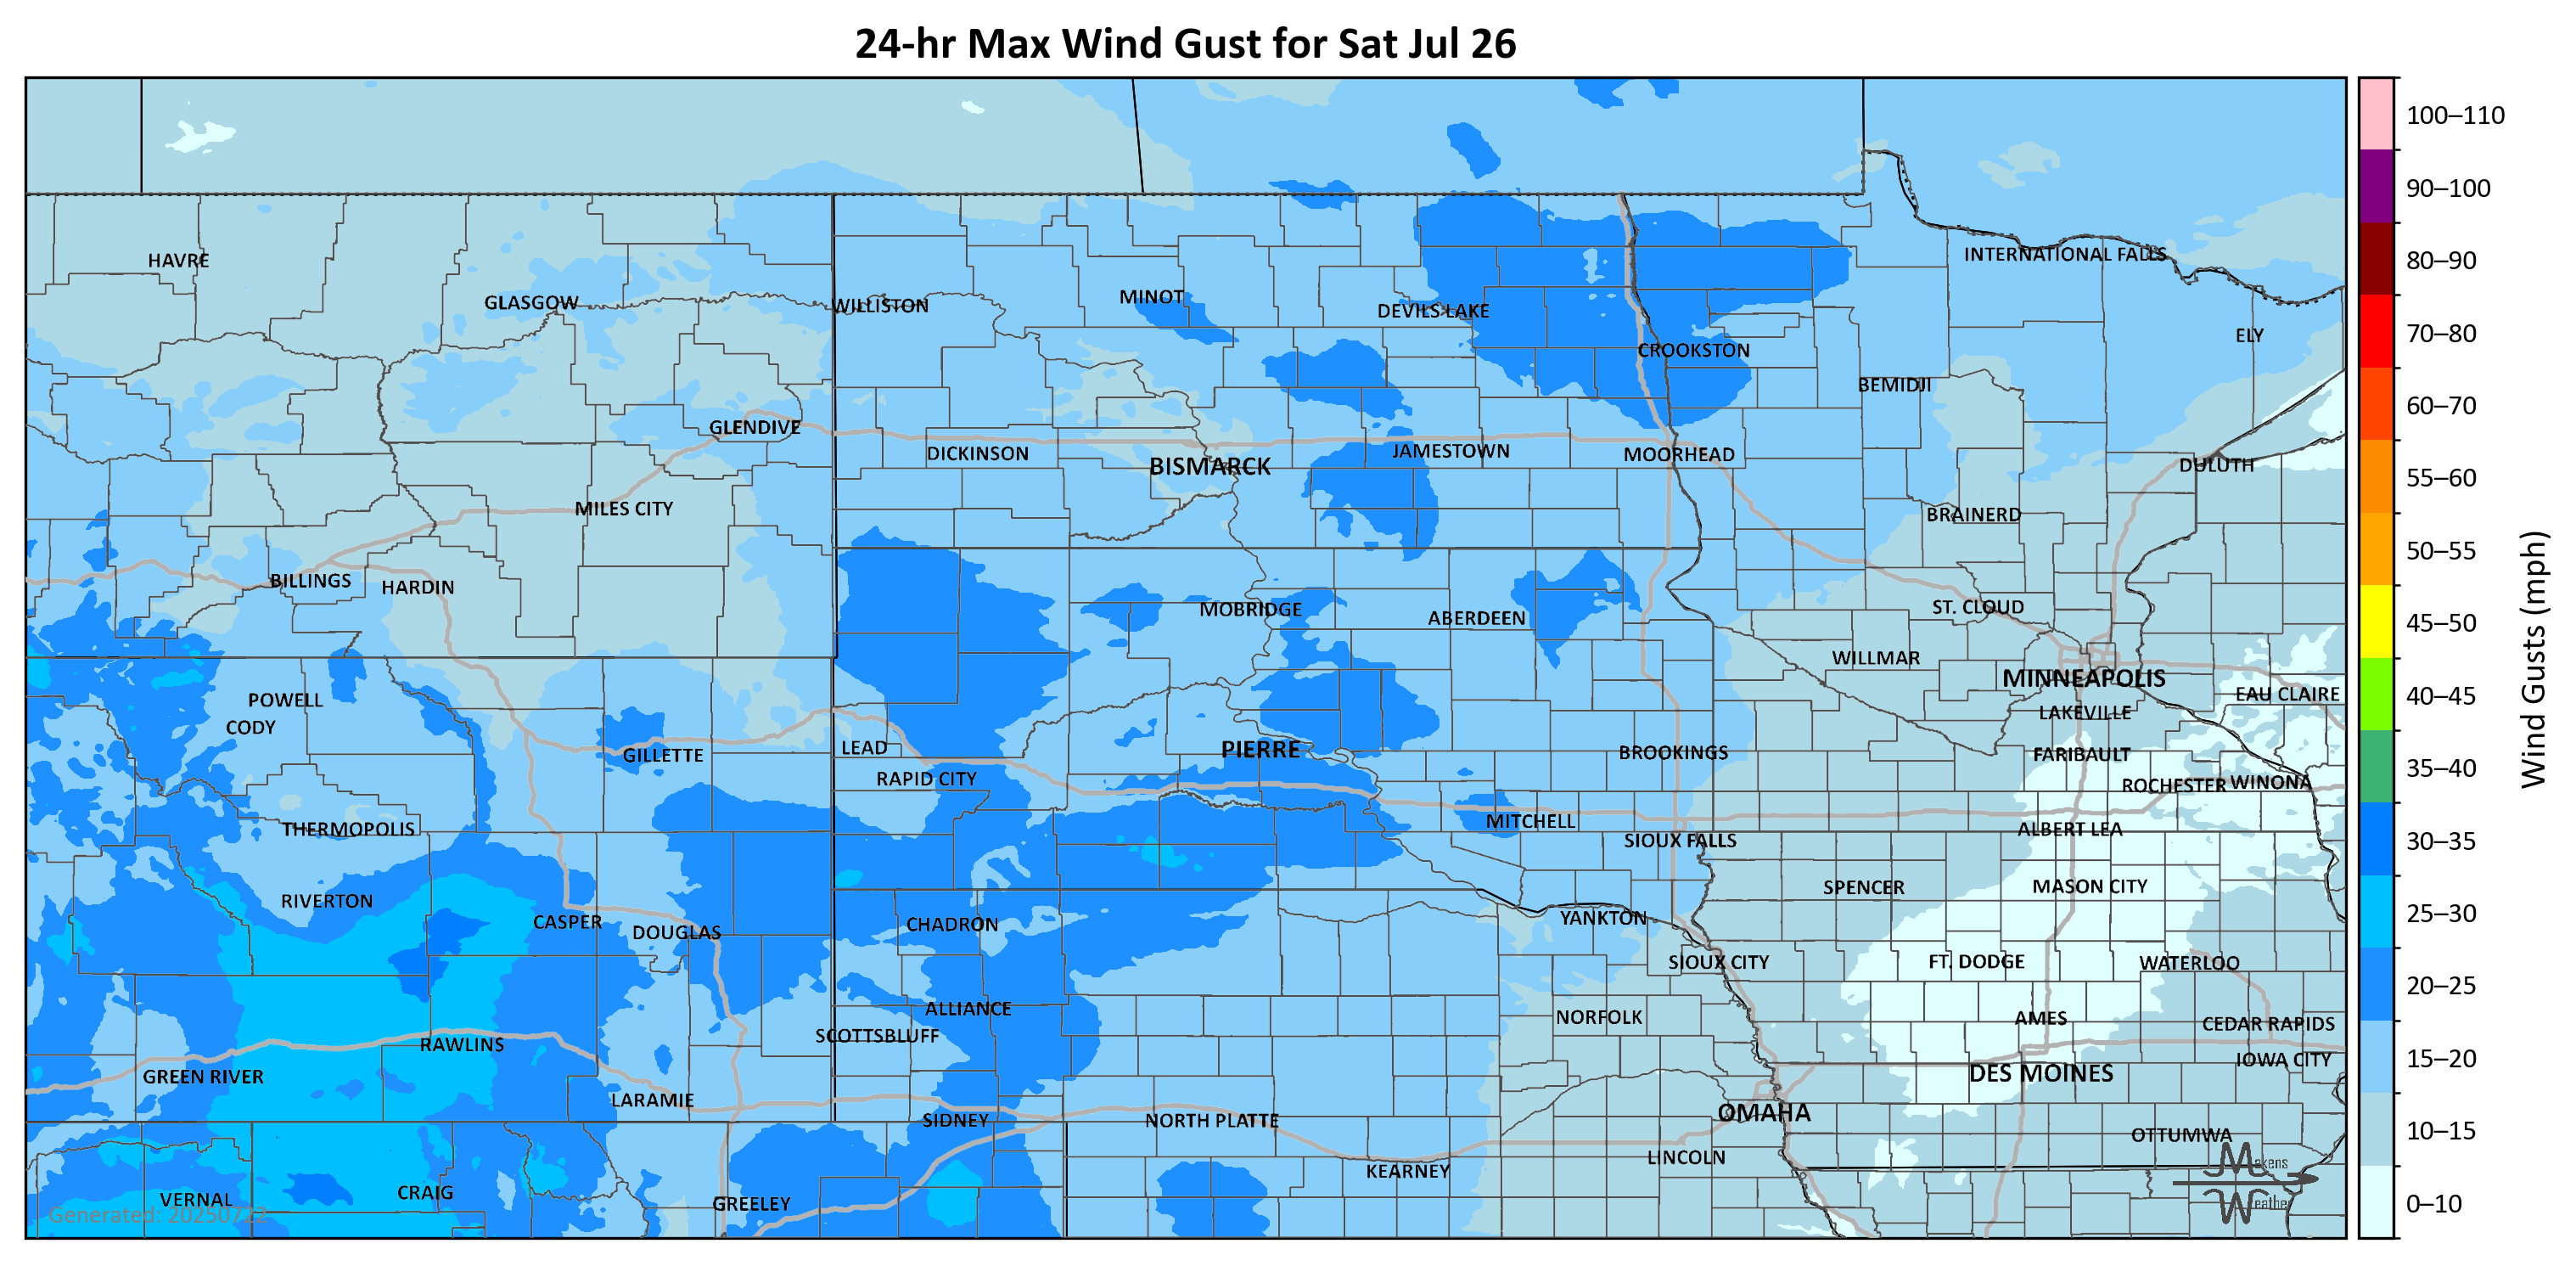 24-hr Max Wind Gust for Sat Jul 26
100–110
90–100
80–90
70–80
60–70
55–60
50–55
45–50
40–45
35–40
30–35
25–30
20–25
15–20
10–15
0–10
Wind Gusts (mph)
HAVRE
INTERNATIONAL FALLS
GLASGOW
WILLISTON
MINOT
DEVILS LAKE
ELY
CROOKSTON
BEMIDJI
GLENDIVE
DICKINSON
BISMARCK
JAMESTOWN
MOORHEAD
DULUTH
MILES CITY
BRAINERD
BILLINGS
HARDIN
MOBRIDGE
ABERDEEN
ST. CLOUD
WILLMAR
MINNEAPOLIS
POWELL
EAU CLAIRE
CODY
LAKEVILLE
GILLETTE
LEAD
PIERRE
BROOKINGS
FARIBAULT
RAPID CITY
ROCHESTER
WINONA
THERMOPOLIS
MITCHELL
ALBERT LEA
SIOUX FALLS
RIVERTON
SPENCER
MASON CITY
CASPER
DOUGLAS
CHADRON
YANKTON
SIOUX CITY
FT. DODGE
WATERLOO
ALLIANCE
NORFOLK
AMES
CEDAR RAPIDS
SCOTTSBLUFF
RAWLINS
IOWA CITY
GREEN RIVER
DES MOINES
LARAMIE
SIDNEY
NORTH PLATTE
OMAHA
OTTUMWA
LINCOLN
KEARNEY
VERNAL
CRAIG
GREELEY
Makens
Weather
Generated: 20250722